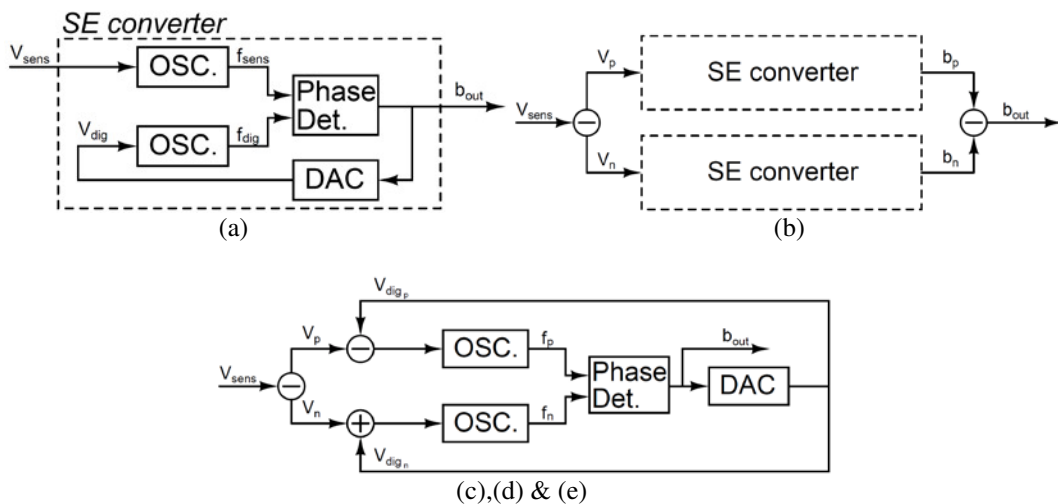 SE converter
V_sens
OSC.
f_sens
Phase
Det.
b_out
V_dig
OSC.
f_dig
DAC
(a)
V_sens
V_p
SE converter
b_p
b_out
V_n
SE converter
b_n
(b)
V_dig_p
V_sens
V_p
OSC.
f_p
Phase
Det.
b_out
DAC
V_n
OSC.
f_n
V_dig_n
(c),(d) & (e)